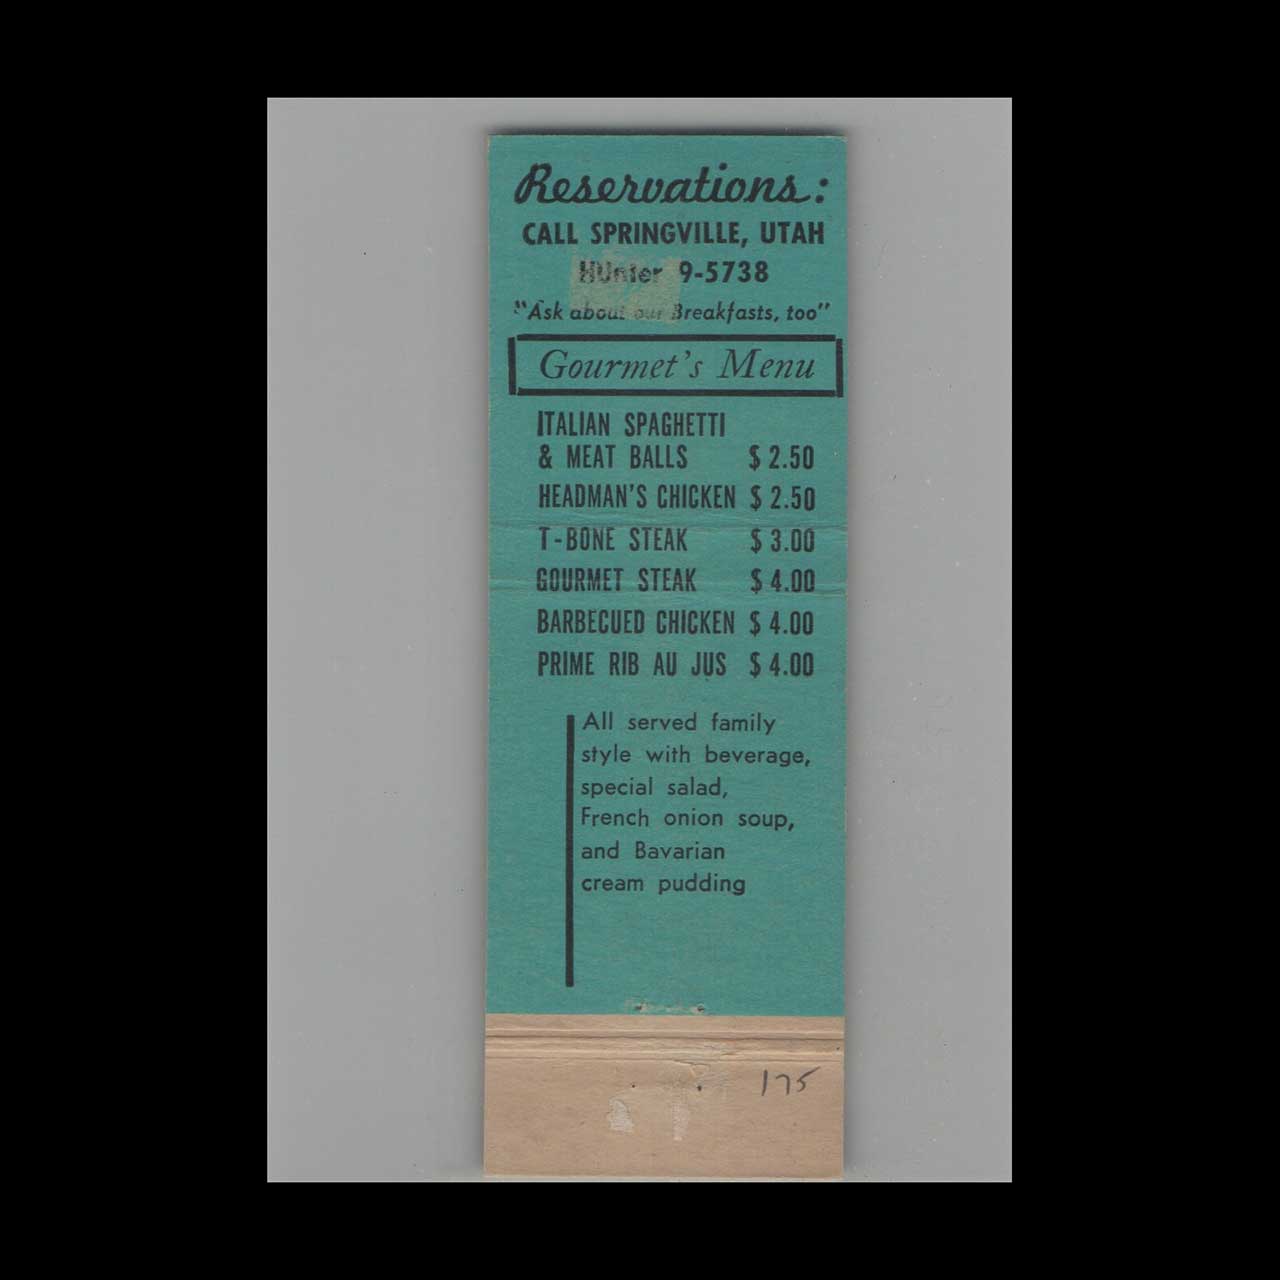 Reservations:
CALL SPRINGVILLE, UTAH
HUnter 9-5738
"Ask about our Breakfasts, too"
Gourmet's Menu
ITALIAN SPAGHETTI
& MEAT BALLS $2.50
HEADMAN'S CHICKEN $2.50
T-BONE STEAK $3.00
GOURMET STEAK $4.00
BARBECUED CHICKEN $4.00
PRIME RIB AU JUS $4.00
All served family
style with beverage,
special salad,
French onion soup,
and Bavarian
cream pudding
175